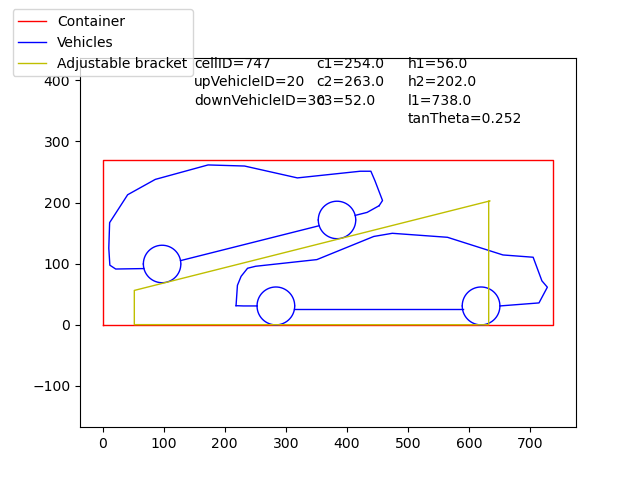 Container
Vehicles
Adjustable bracket
cellID=747 c1=254.0 h1=56.0
upVehicleID=20 c2=263.0 h2=202.0
downVehicleID=30 c3=52.0 l1=738.0
tanTheta=0.252
400
300
200
100
0
−100
0 100 200 300 400 500 600 700